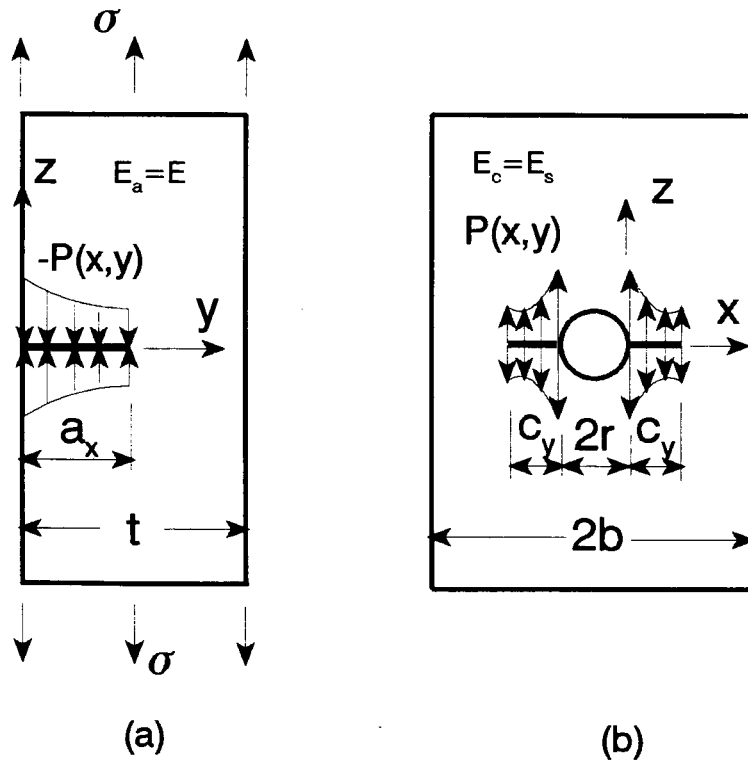 σ
z
E_a=E
-P(x,y)
y
a_x
t
σ
(a)
E_c=E_s
z
P(x,y)
x
c_y 2r c_y
2b
(b)